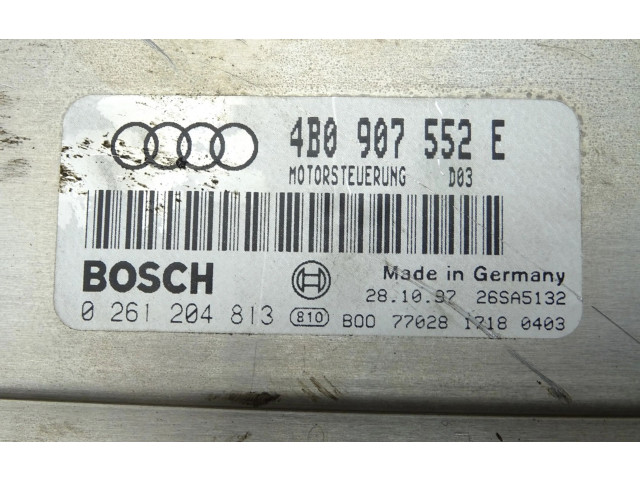 4B0 907 552 E
MOTORSTEUERUNG D03
BOSCH
Made in Germany
28.10.97 26SA5132
0 261 204 813 810 B00 77028 1718 0403